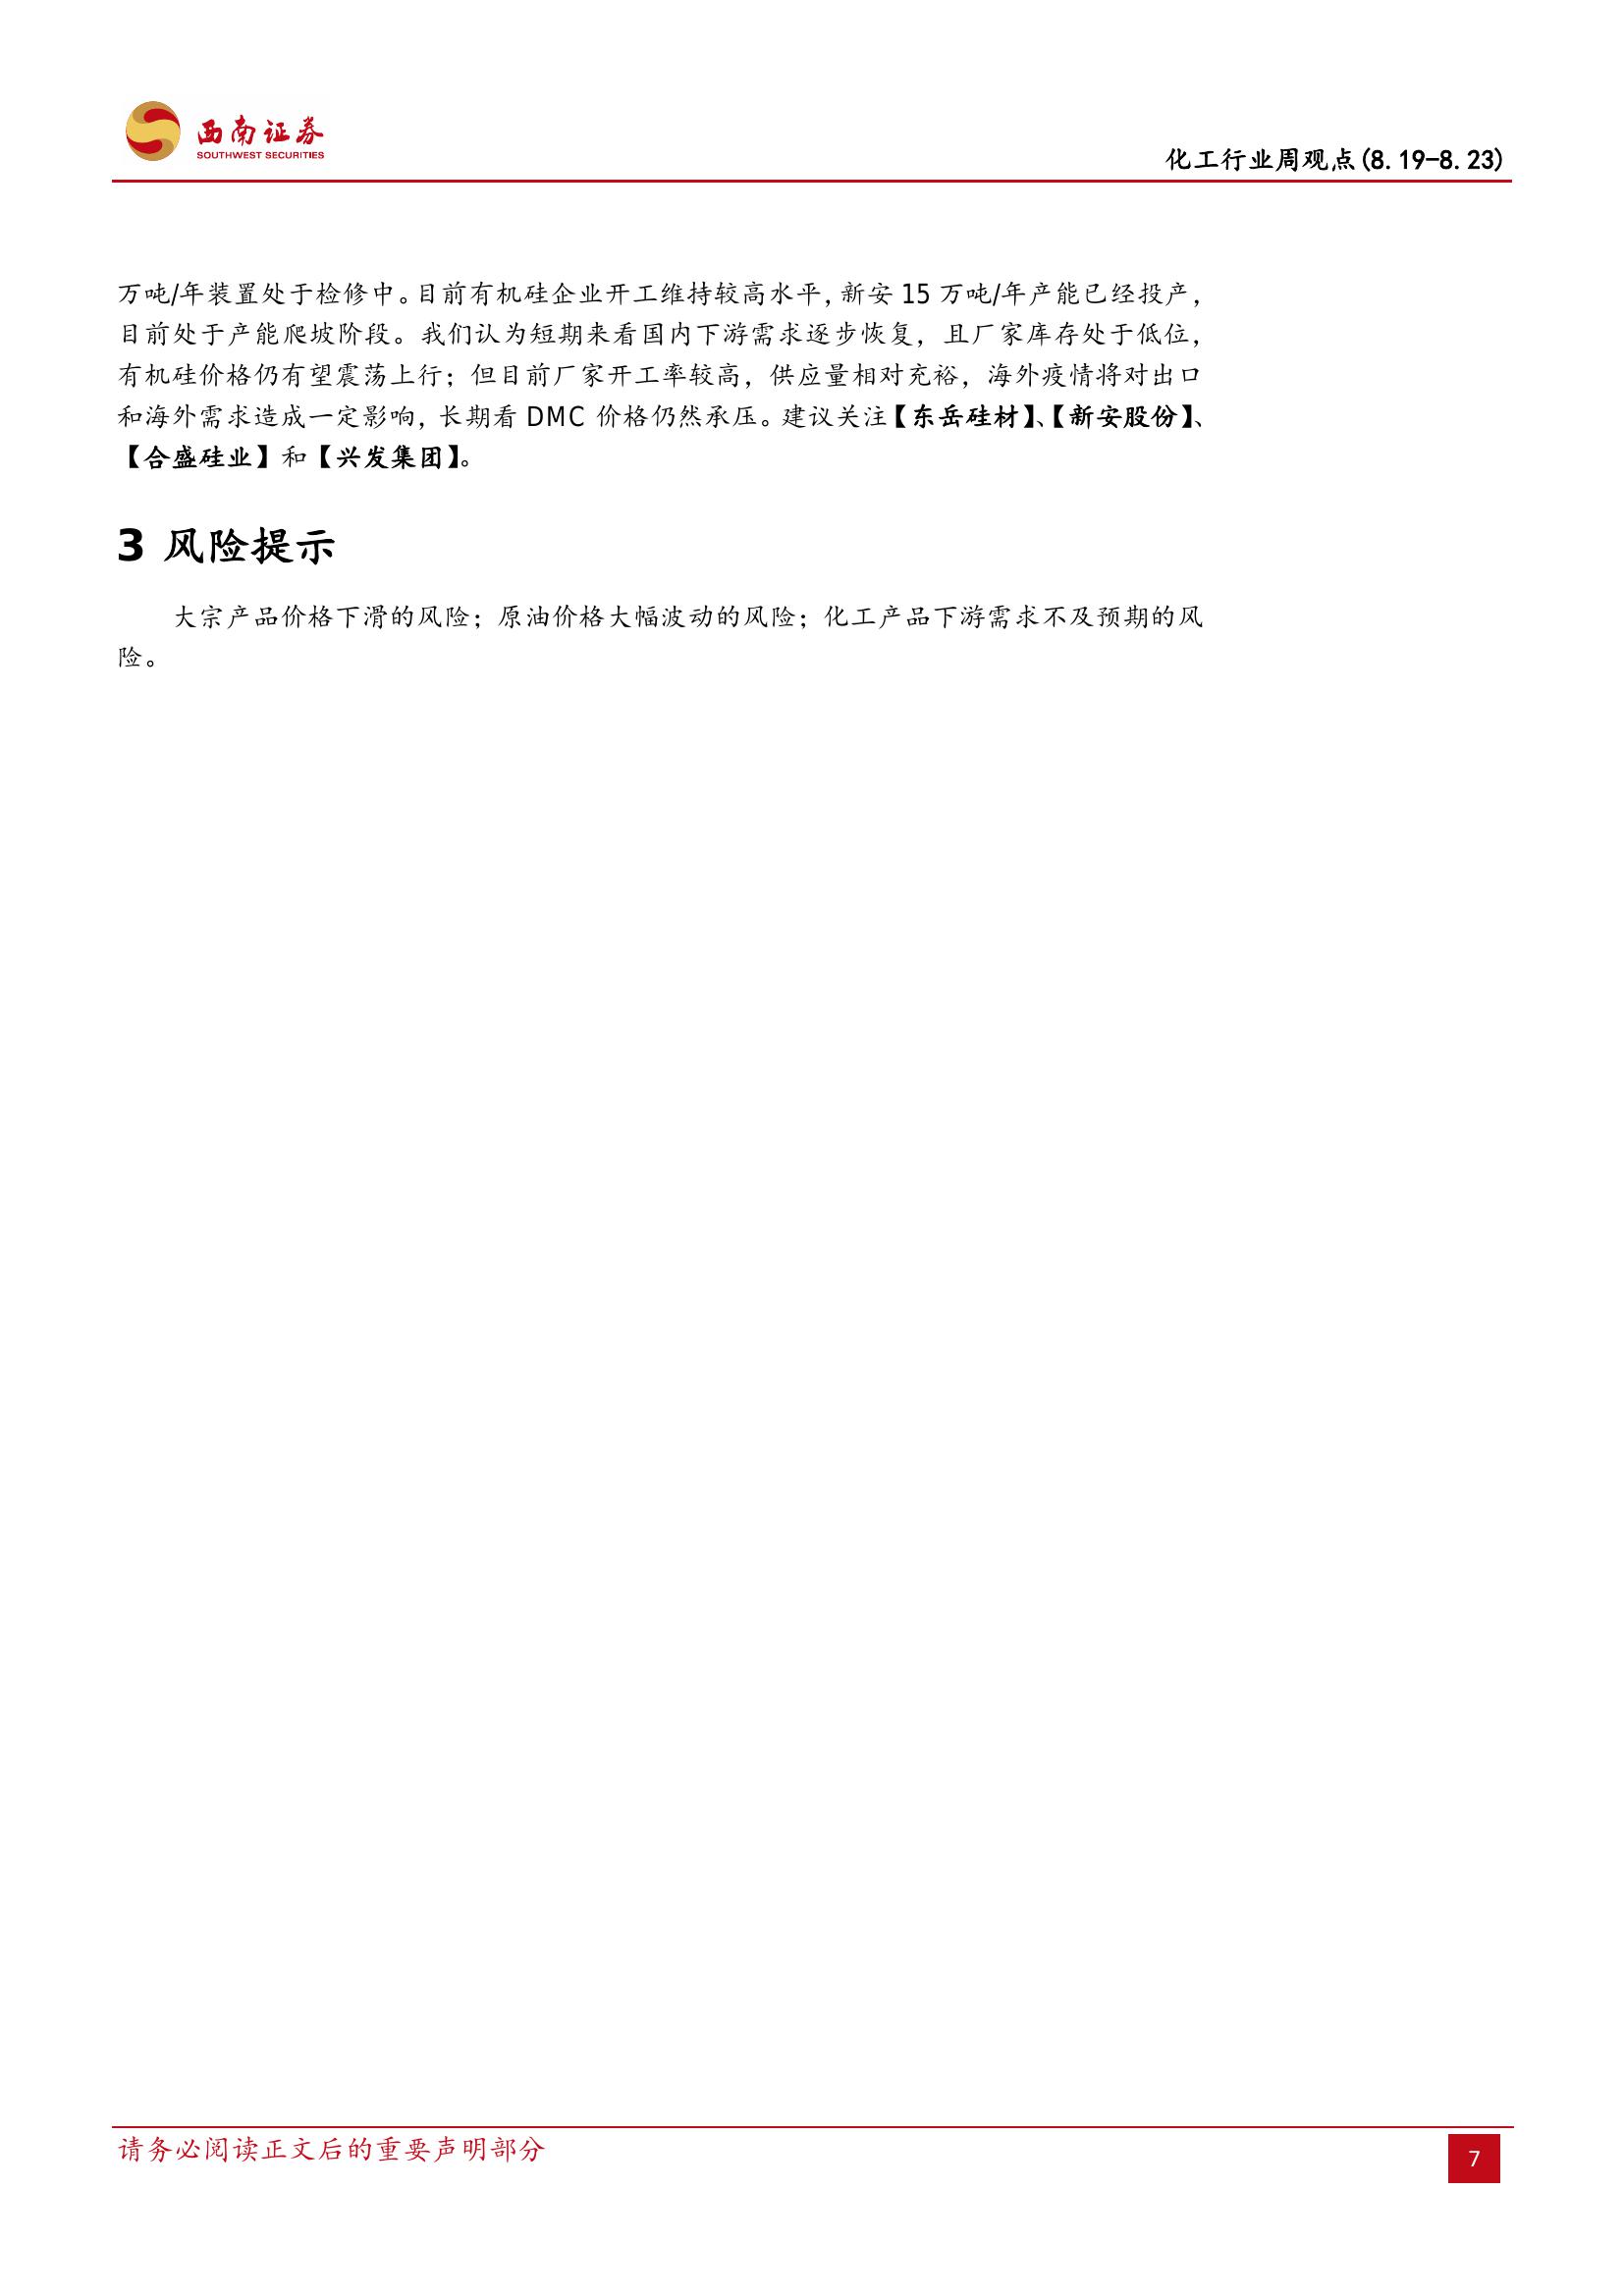 西南证券
SOUTHWEST SECURITIES
化工行业周观点(8.19-8.23)
万吨/年装置处于检修中。目前有机硅企业开工维持较高水平，新安 15 万吨/年产能已经投产，
目前处于产能爬坡阶段。我们认为短期来看国内下游需求逐步恢复，且厂家库存处于低位，
有机硅价格仍有望震荡上行；但目前厂家开工率较高，供应量相对充裕，海外疫情将对出口
和海外需求造成一定影响，长期看 DMC 价格仍然承压。建议关注【东岳硅材】、【新安股份】、
【合盛硅业】和【兴发集团】。
3 风险提示
大宗产品价格下滑的风险；原油价格大幅波动的风险；化工产品下游需求不及预期的风
险。
请务必阅读正文后的重要声明部分
7